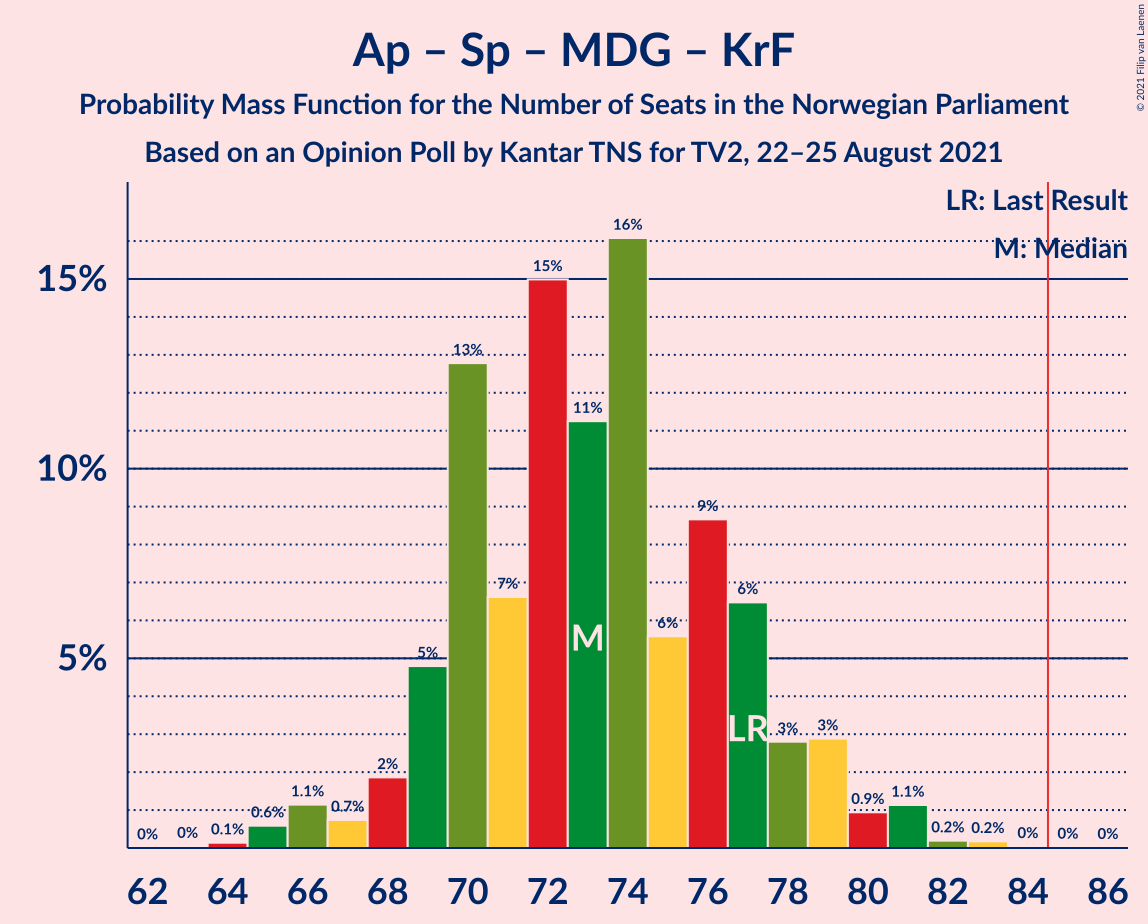 Ap – Sp – MDG – KrF
Probability Mass Function for the Number of Seats in the Norwegian Parliament
Based on an Opinion Poll by Kantar TNS for TV2, 22–25 August 2021
© 2021 Filip van Laenen
LR: Last Result
M: Median
15%
10%
5%
0% 0% 0.1% 0.6% 1.1% 0.7% 2% 5% 13% 7% 15% 11% 16% 6% 9% 6% 3% 3% 0.9% 1.1% 0.2% 0.2% 0% 0% 0%
M
LR
62 64 66 68 70 72 74 76 78 80 82 84 86